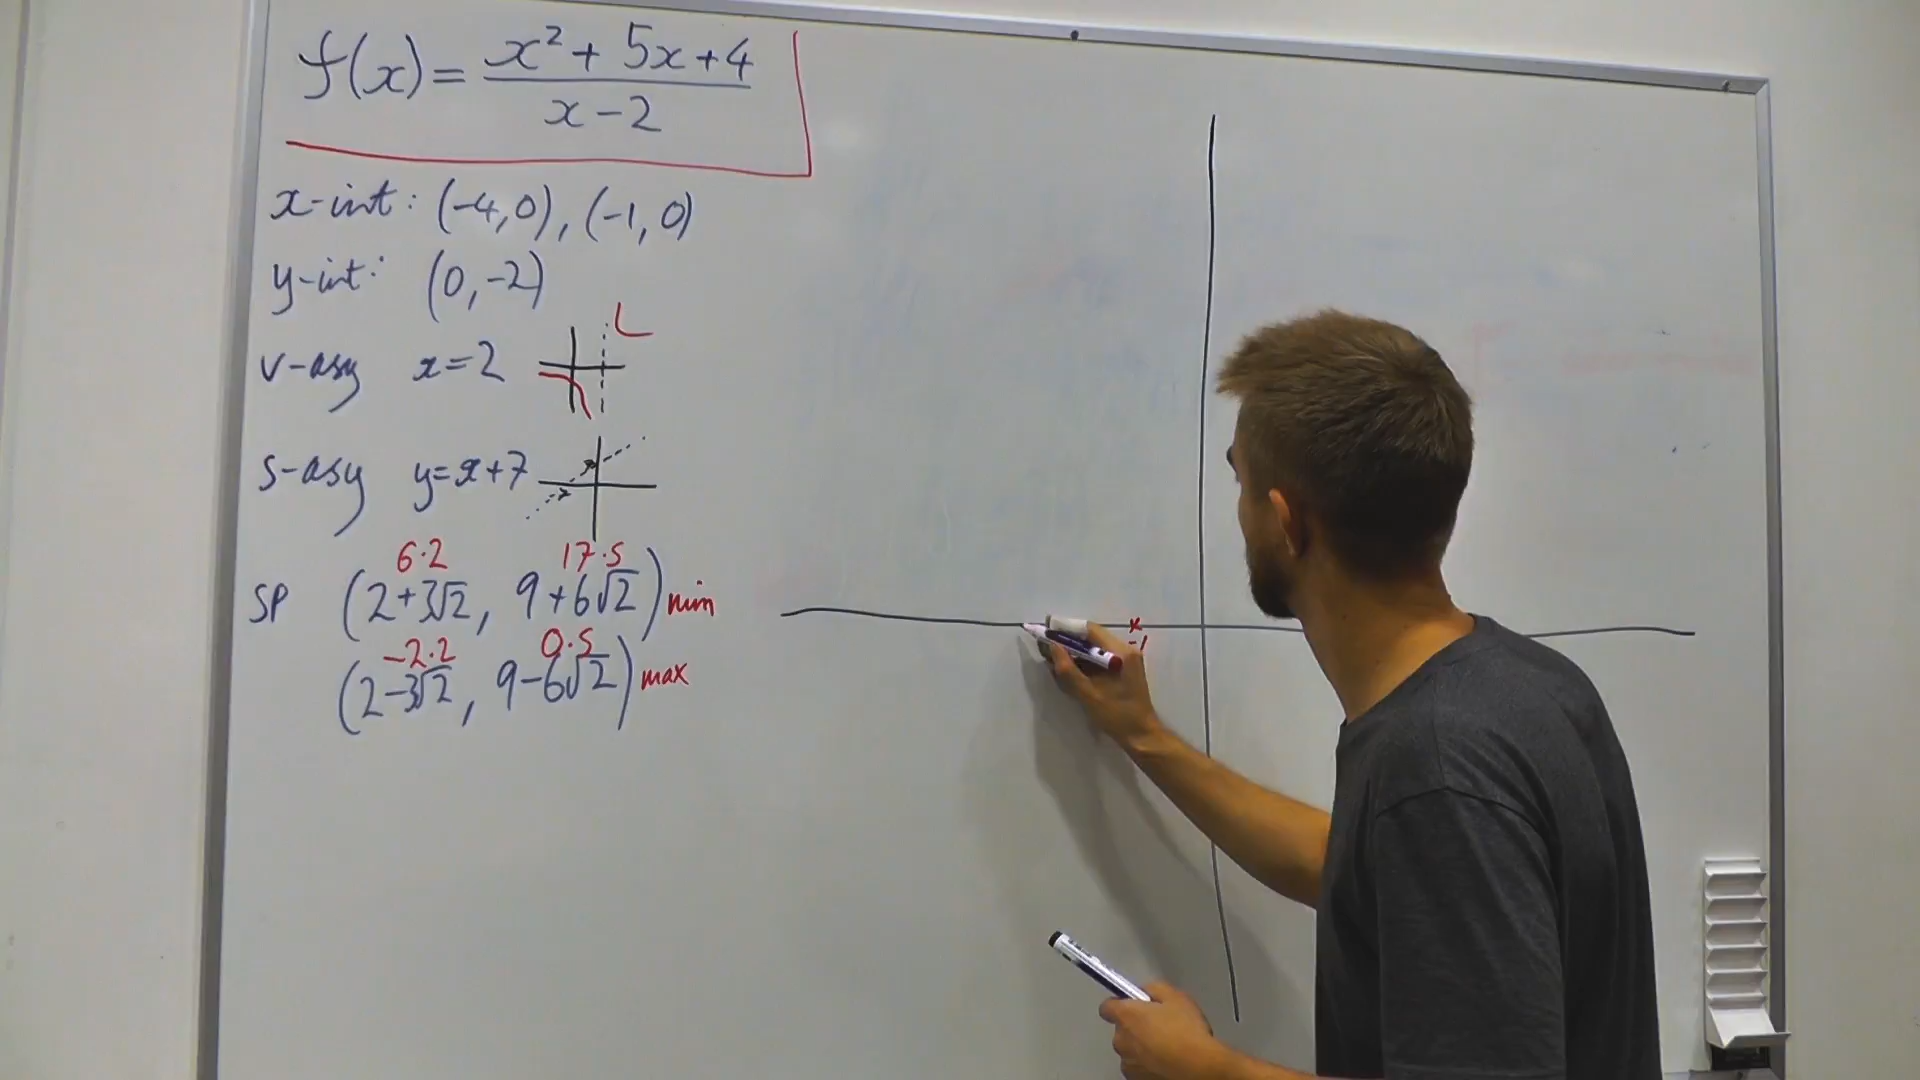 f(x) = x² + 5x + 4 / x - 2
x-int: (-4, 0), (-1, 0)
y-int: (0, -2)
v-asy x = 2
s-asy y = x + 7
6·2 17·5
SP (2+3√2, 9+6√2) min
-2·2 0·5
(2-3√2, 9-6√2) max
x
-1